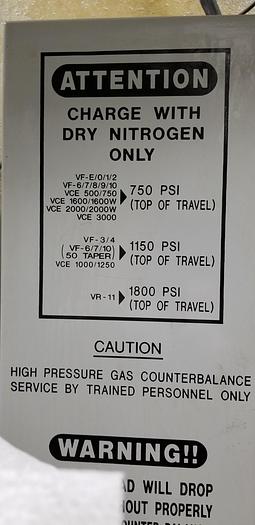 ATTENTION
CHARGE WITH
DRY NITROGEN
ONLY
VF-E/0/1/2
VF-6/7/8/9/10
VCE 500/750
VCE 1600/1600W
VCE 2000/2000W
VCE 3000
750 PSI
(TOP OF TRAVEL)
VF-3/4
(VF-6/7/10)
(50 TAPER)
VCE 1000/1250
1150 PSI
(TOP OF TRAVEL)
VR-11
1800 PSI
(TOP OF TRAVEL)
CAUTION
HIGH PRESSURE GAS COUNTERBALANCE
SERVICE BY TRAINED PERSONNEL ONLY
WARNING!!
AD WILL DROP
HOUT PROPERLY